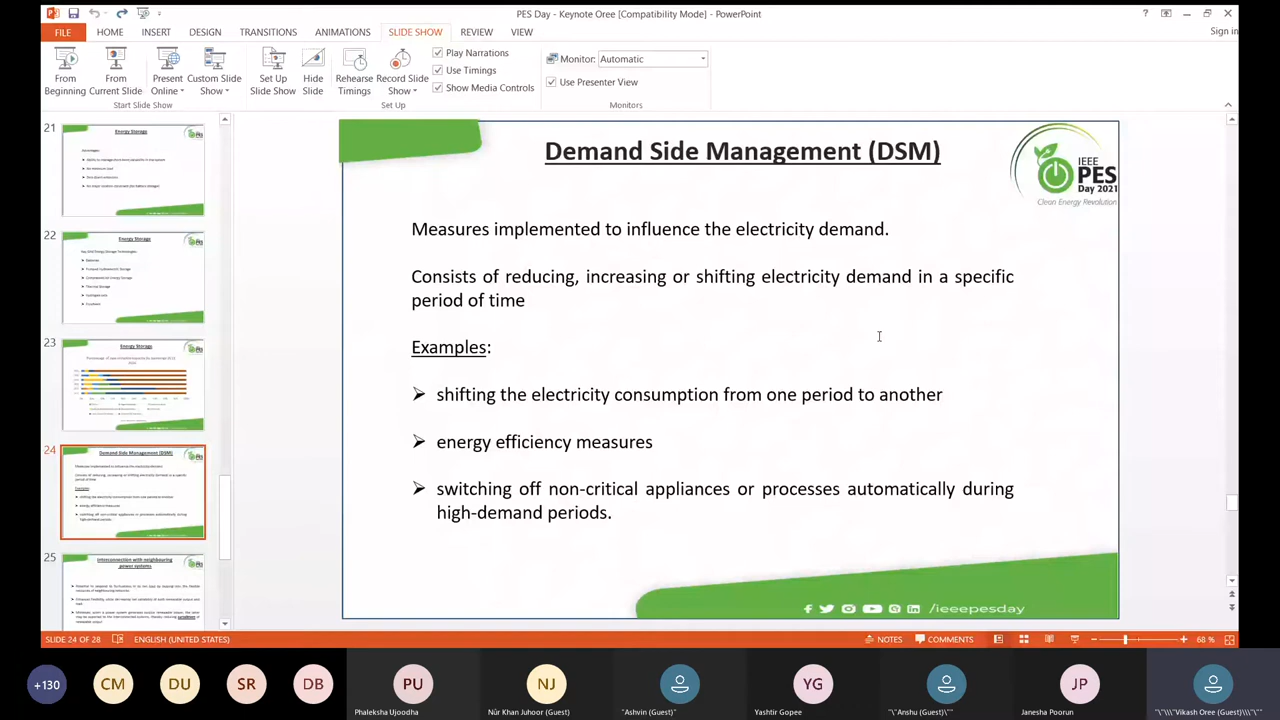 PES Day - Keynote Oree [Compatibility Mode] - PowerPoint
FILE HOME INSERT DESIGN TRANSITIONS ANIMATIONS SLIDE SHOW REVIEW VIEW Sign in
From Beginning
From Current Slide
Present Online
Custom Slide Show
Set Up Slide Show
Hide Slide
Rehearse Timings
Record Slide Show
Play Narrations
Use Timings
Show Media Controls
Monitor: Automatic
Use Presenter View
Start Slide Show Set Up Monitors
21
Energy Storage
22
Energy Storage
23
Energy Storage
24
Demand Side Management (DSM)
25
Interconnection with neighbouring
power systems
Demand Side Management (DSM)
IEEE
PES
Day 2021
Clean Energy Revolution
Measures implemented to influence the electricity demand.
Consists of reducing, increasing or shifting electricity demand in a specific
period of time
Examples:
shifting the electricity consumption from one period to another
energy efficiency measures
switching off non-critical appliances or processes automatically during
high-demand periods.
/ieeepesday
SLIDE 24 OF 28 ENGLISH (UNITED STATES) NOTES COMMENTS 68 %
+130 CM DU SR DB PU NJ YG JP
Phaleksha Ujoodha Nûr Khan Juhoor (Guest) "Ashvin (Guest)" Yashtir Gopee "\"Anshu (Guest)\"" Janesha Poorun "\"\\"Vikash Oree (Guest)\\"\""